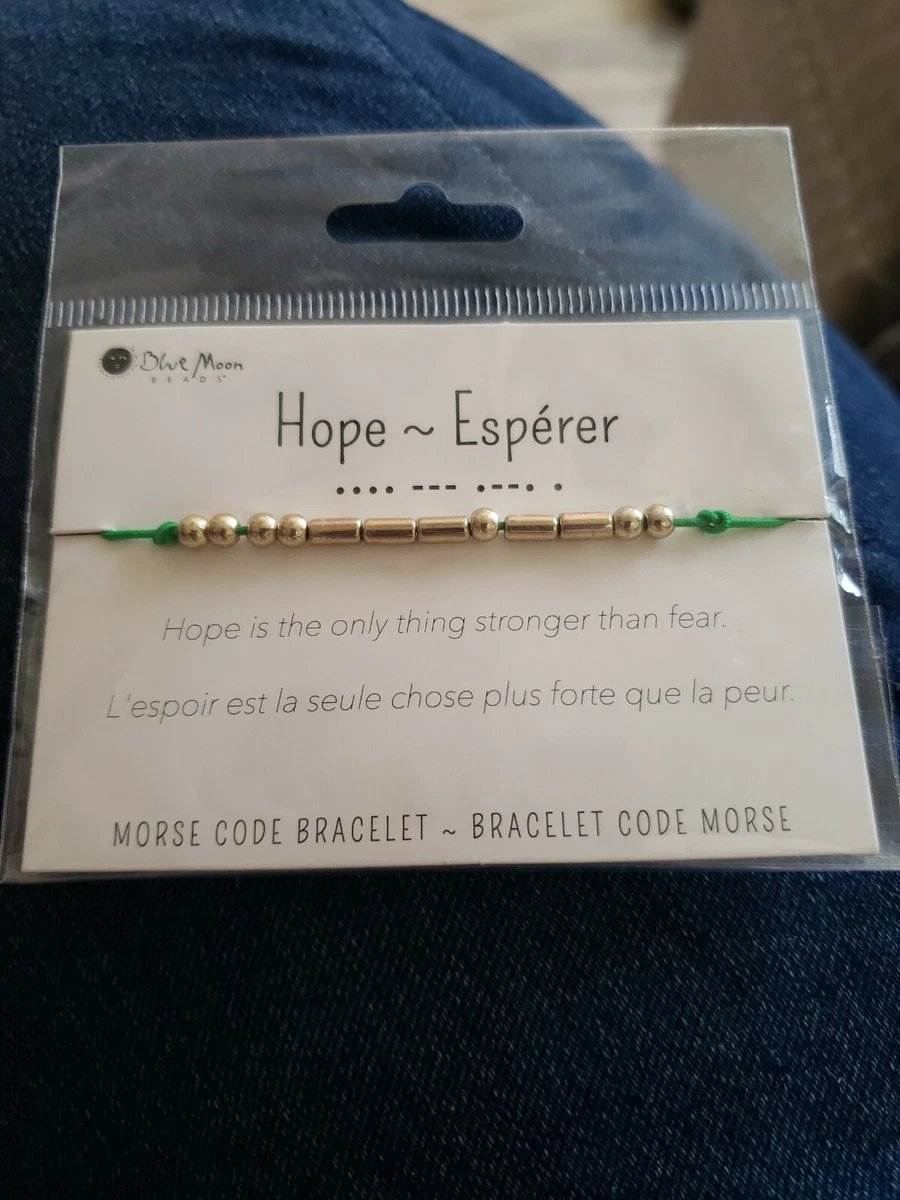 Blue Moon
BEADS®
Hope ~ Espérer
•••• --- •--• •
Hope is the only thing stronger than fear.
L'espoir est la seule chose plus forte que la peur.
MORSE CODE BRACELET ~ BRACELET CODE MORSE